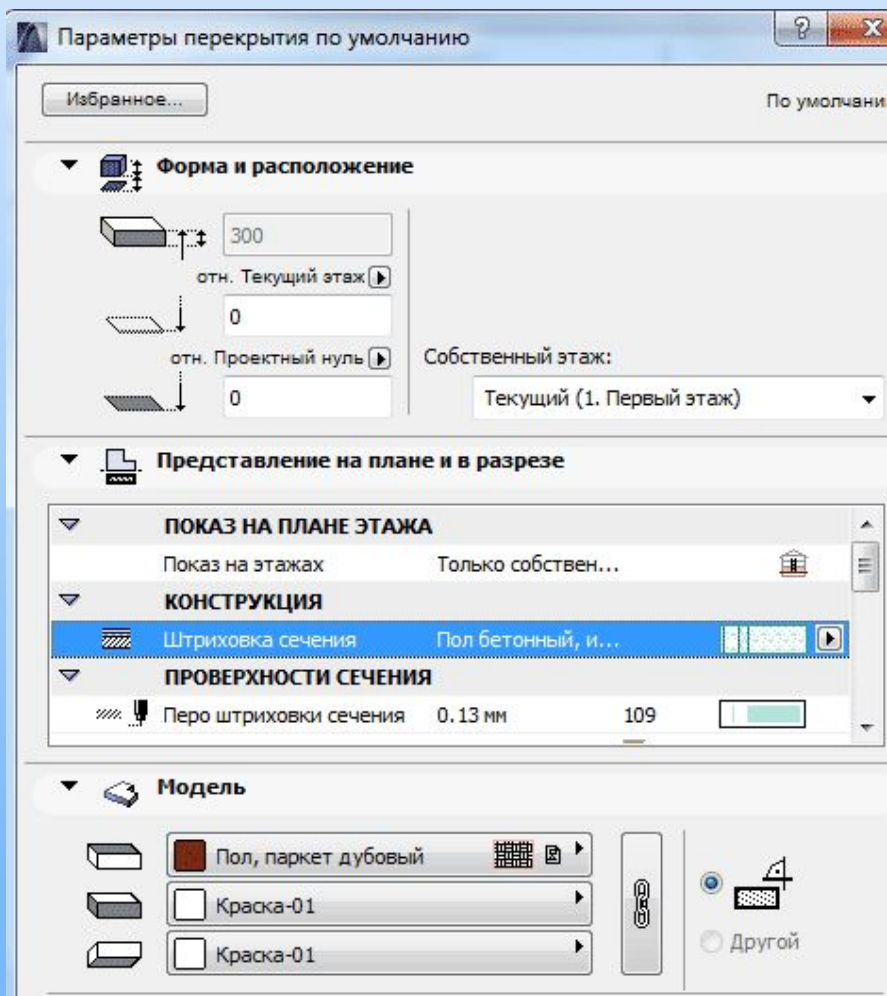 Параметры перекрытия по умолчанию
Избранное...
По умолчани
Форма и расположение
300
отн. Текущий этаж
0
отн. Проектный нуль
Собственный этаж:
0
Текущий (1. Первый этаж)
Представление на плане и в разрезе
ПОКАЗ НА ПЛАНЕ ЭТАЖА
Показ на этажах Только собствен...
КОНСТРУКЦИЯ
Штриховка сечения Пол бетонный, и...
ПРОВЕРХНОСТИ СЕЧЕНИЯ
Перо штриховки сечения 0.13 мм 109
Модель
Пол, паркет дубовый
Краска-01
Краска-01
Другой